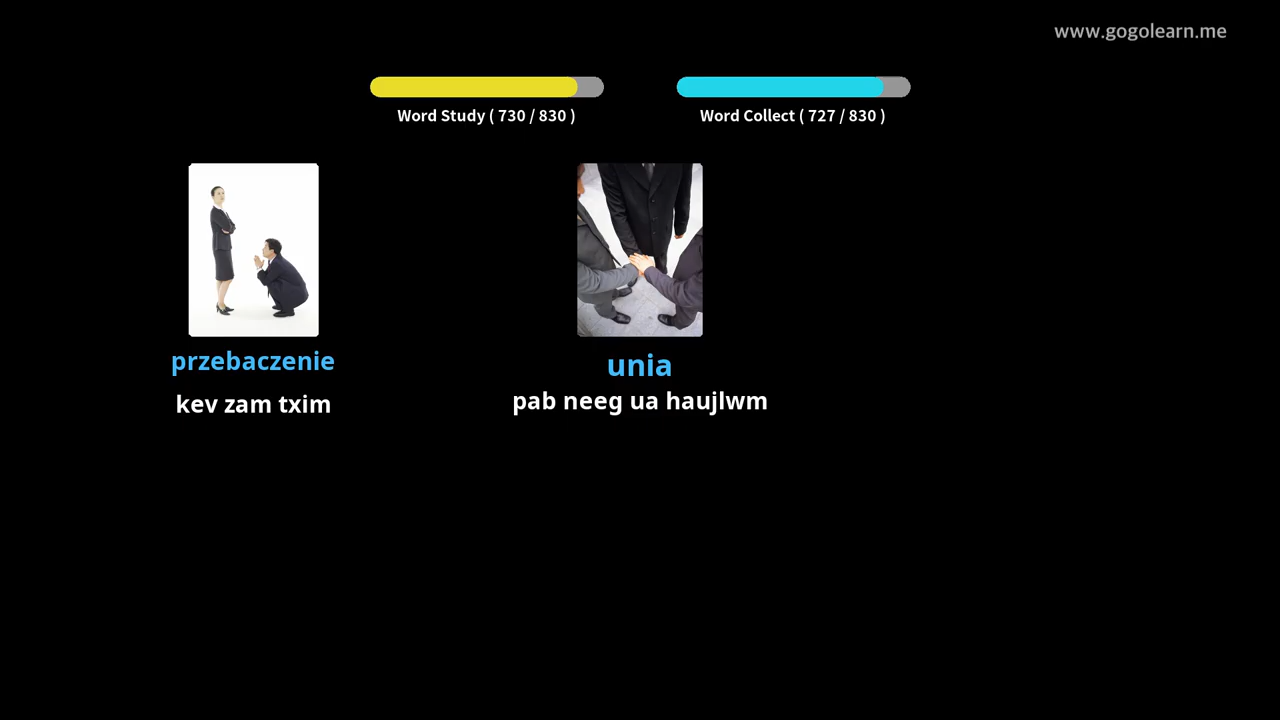 www.gogolearn.me
Word Study ( 730 / 830 )
Word Collect ( 727 / 830 )
przebaczenie
kev zam txim
unia
pab neeg ua haujlwm